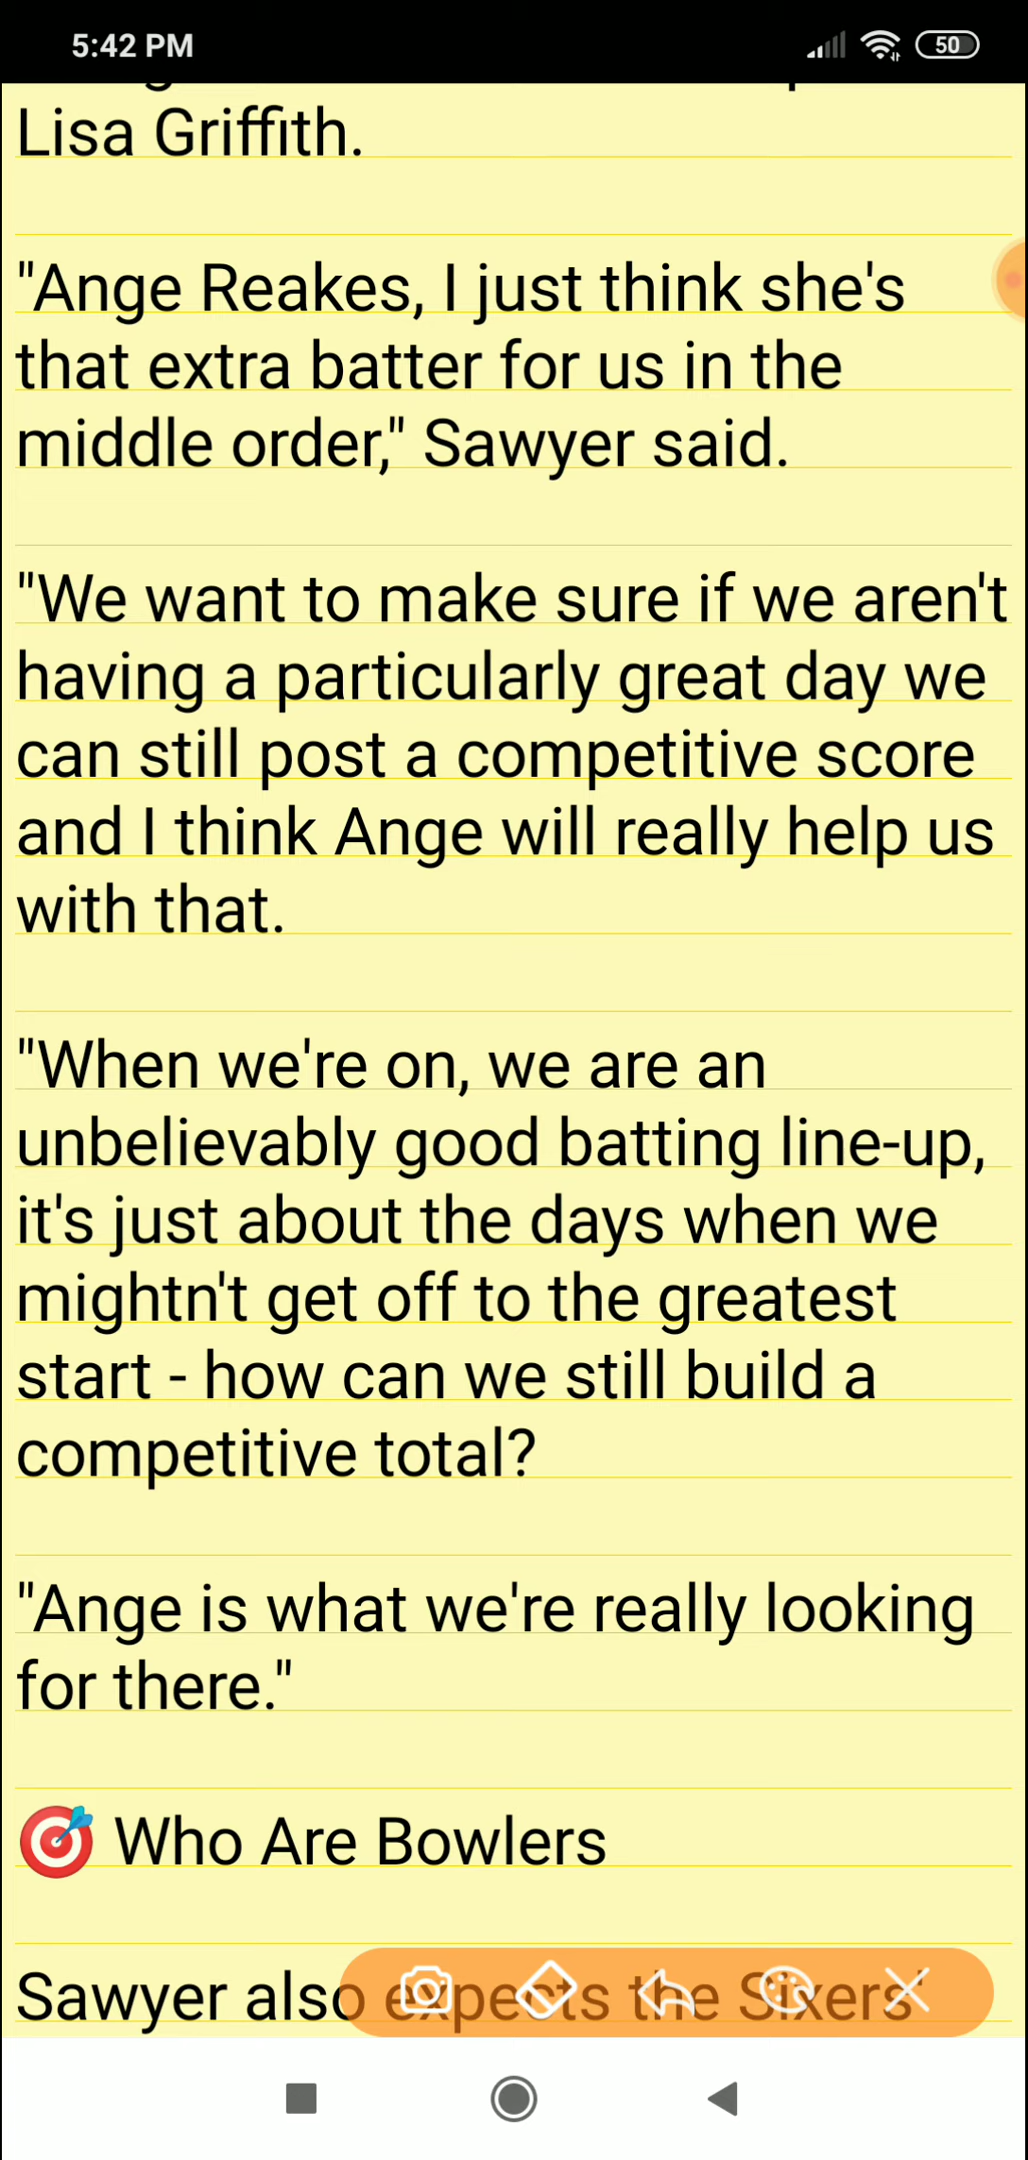 5:42 PM
50
Lisa Griffith.
"Ange Reakes, I just think she's
that extra batter for us in the
middle order," Sawyer said.
"We want to make sure if we aren't
having a particularly great day we
can still post a competitive score
and I think Ange will really help us
with that.
"When we're on, we are an
unbelievably good batting line-up,
it's just about the days when we
mightn't get off to the greatest
start - how can we still build a
competitive total?
"Ange is what we're really looking
for there."
🎯 Who Are Bowlers
Sawyer also expects the Sixers'